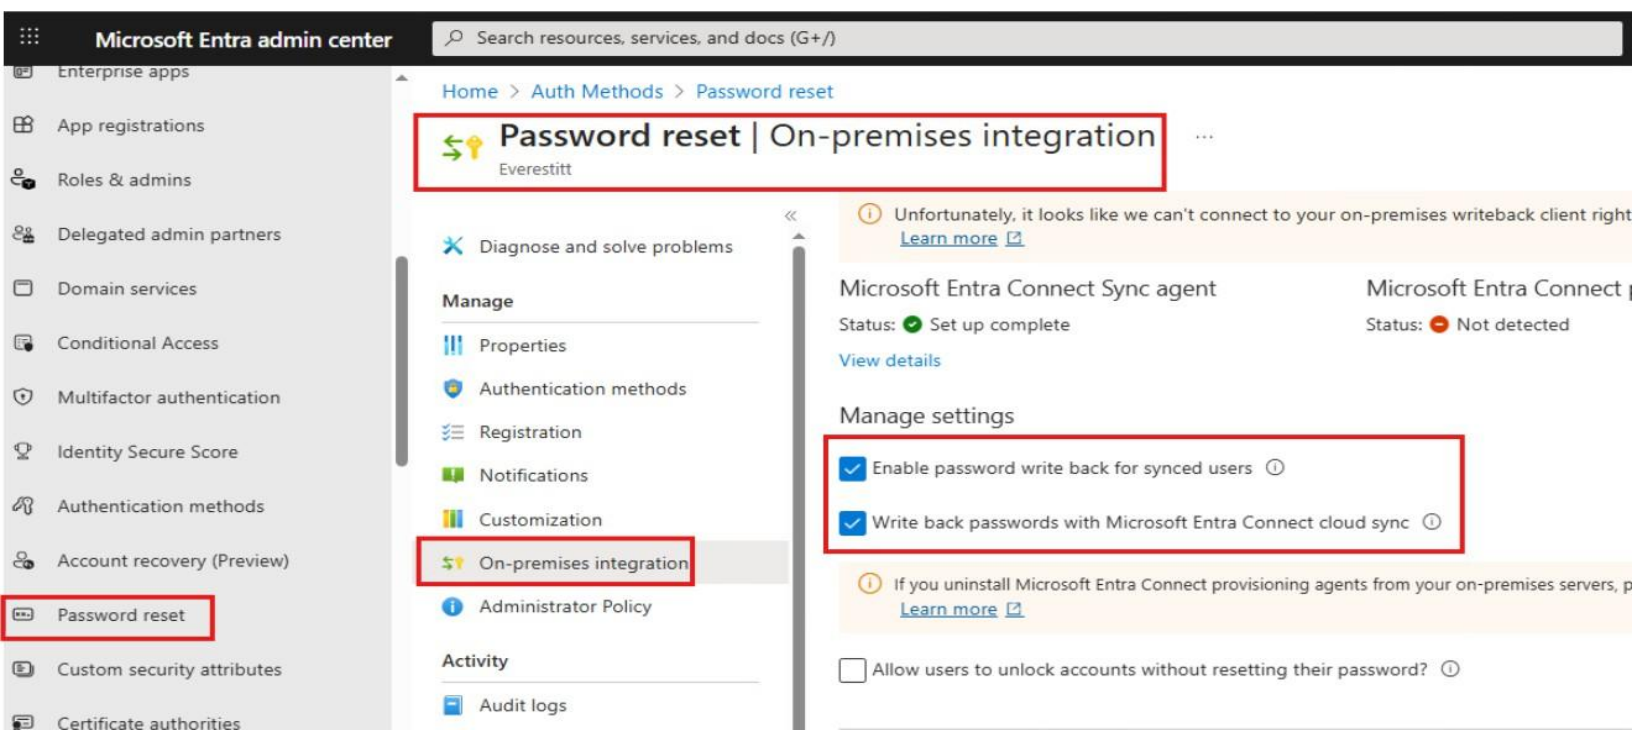 Microsoft Entra admin center
Search resources, services, and docs (G+/)
Enterprise apps
App registrations
Roles & admins
Delegated admin partners
Domain services
Conditional Access
Multifactor authentication
Identity Secure Score
Authentication methods
Account recovery (Preview)
Password reset
Custom security attributes
Certificate authorities
Home > Auth Methods > Password reset
Password reset | On-premises integration ...
Everestitt
Diagnose and solve problems
Manage
Properties
Authentication methods
Registration
Notifications
Customization
On-premises integration
Administrator Policy
Activity
Audit logs
Unfortunately, it looks like we can't connect to your on-premises writeback client right
Learn more
Microsoft Entra Connect Sync agent
Status: Set up complete
View details
Microsoft Entra Connect
Status: Not detected
Manage settings
Enable password write back for synced users
Write back passwords with Microsoft Entra Connect cloud sync
If you uninstall Microsoft Entra Connect provisioning agents from your on-premises servers,
Learn more
Allow users to unlock accounts without resetting their password?